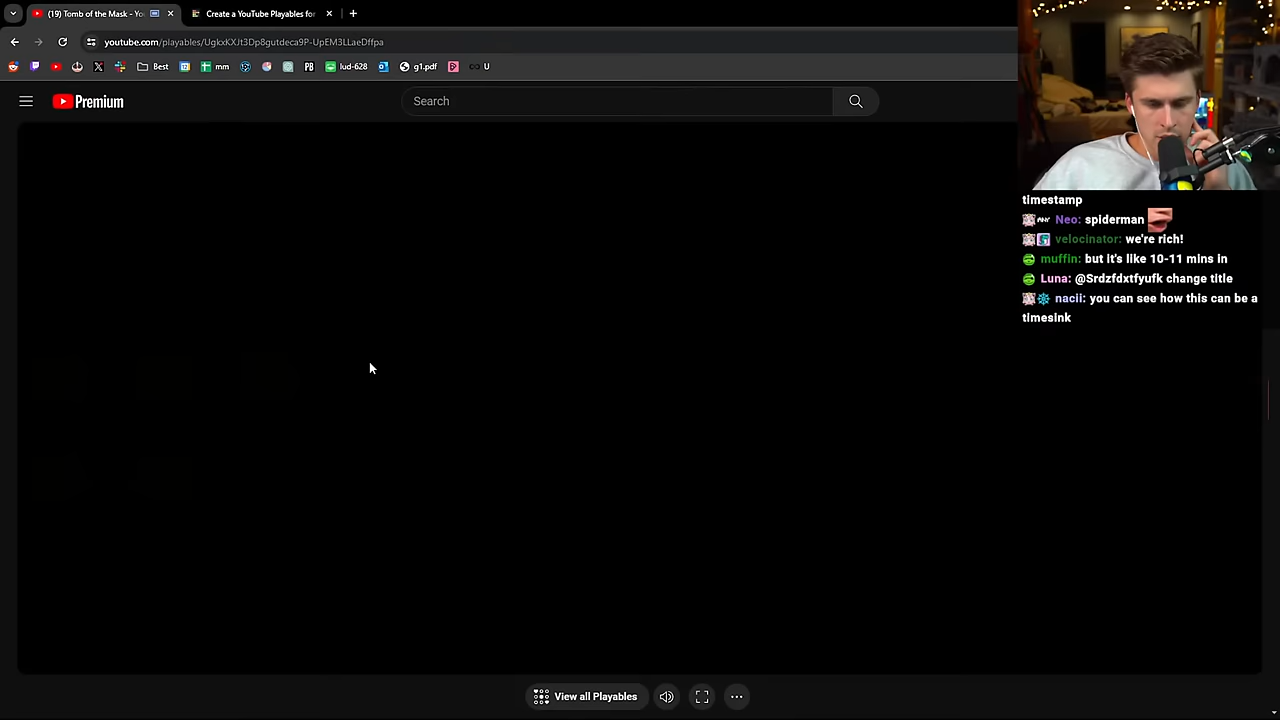 (19) Tomb of the Mask - Yo
Create a YouTube Playables for
youtube.com/playables/UgkxKXJt3Dp8gutdeca9P-UpEM3LLaeDffpa
Best
mm
PB
lud-628
g1.pdf
U
Premium
Search
timestamp
Neo: spiderman
velocinator: we're rich!
muffin: but it's like 10-11 mins in
Luna: @Srdzfdxtfyufk change title
nacii: you can see how this can be a
timesink
View all Playables